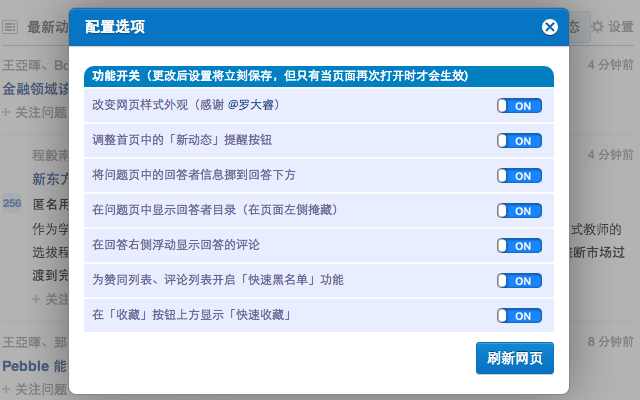 配置选项
功能开关（更改后设置将立刻保存，但只有当页面再次打开时才会生效）
改变网页样式外观（感谢 @罗大睿）
ON
调整首页中的「新动态」提醒按钮
ON
将问题页中的回答者信息挪到回答下方
ON
在问题页中显示回答者目录（在页面左侧掩藏）
ON
在回答右侧浮动显示回答的评论
ON
为赞同列表、评论列表开启「快速黑名单」功能
ON
在「收藏」按钮上方显示「快速收藏」
ON
刷新网页
最新动
态
设置
王亞暉、Bo
4 分钟前
金融领域该
关注问题
程毅南
4 分钟前
新东方
256
匿名用
作为学
式教师的
选拔程
断市场过
渡到完
关注
王亞暉、
8 分钟前
Pebble 能
关注问题